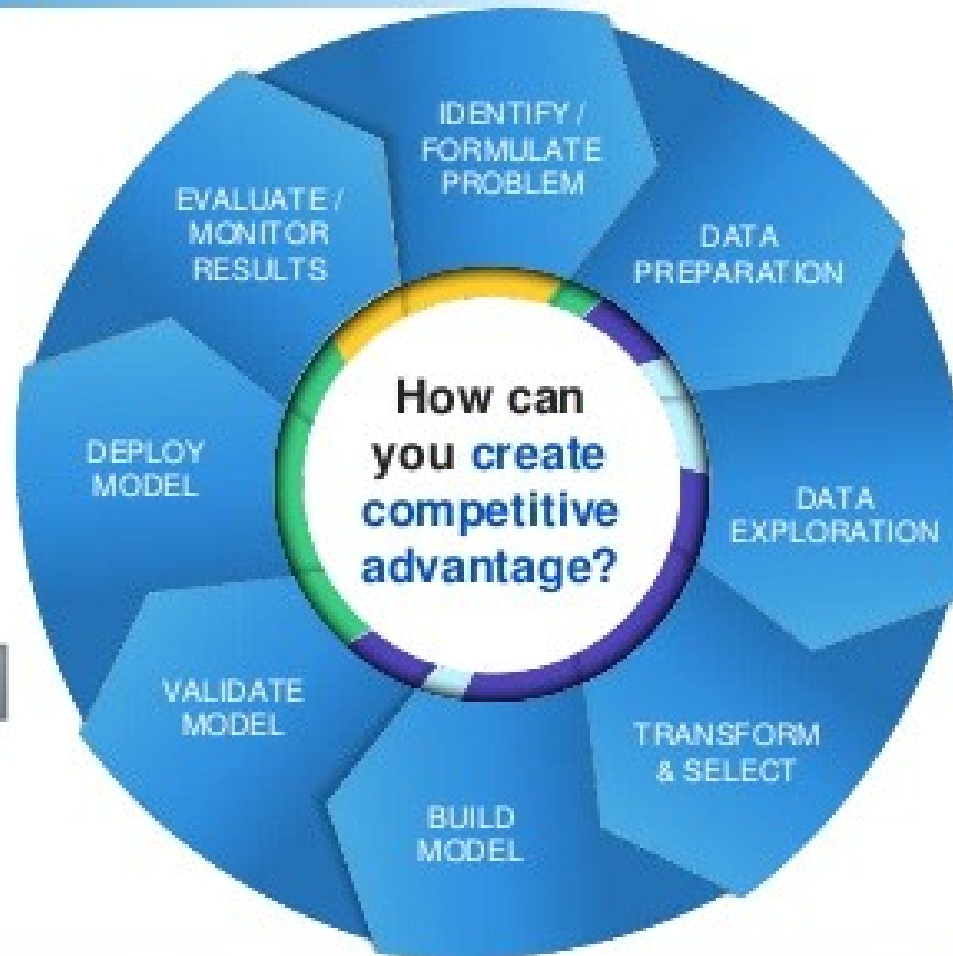 IDENTIFY /
FORMULATE
PROBLEM
DATA
PREPARATION
DATA
EXPLORATION
TRANSFORM
& SELECT
BUILD
MODEL
VALIDATE
MODEL
DEPLOY
MODEL
EVALUATE /
MONITOR
RESULTS
How can
you create
competitive
advantage?